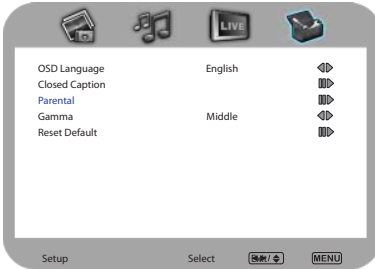 LIVE
OSD Language English
Closed Caption
Parental
Gamma Middle
Reset Default
Setup Select / MENU